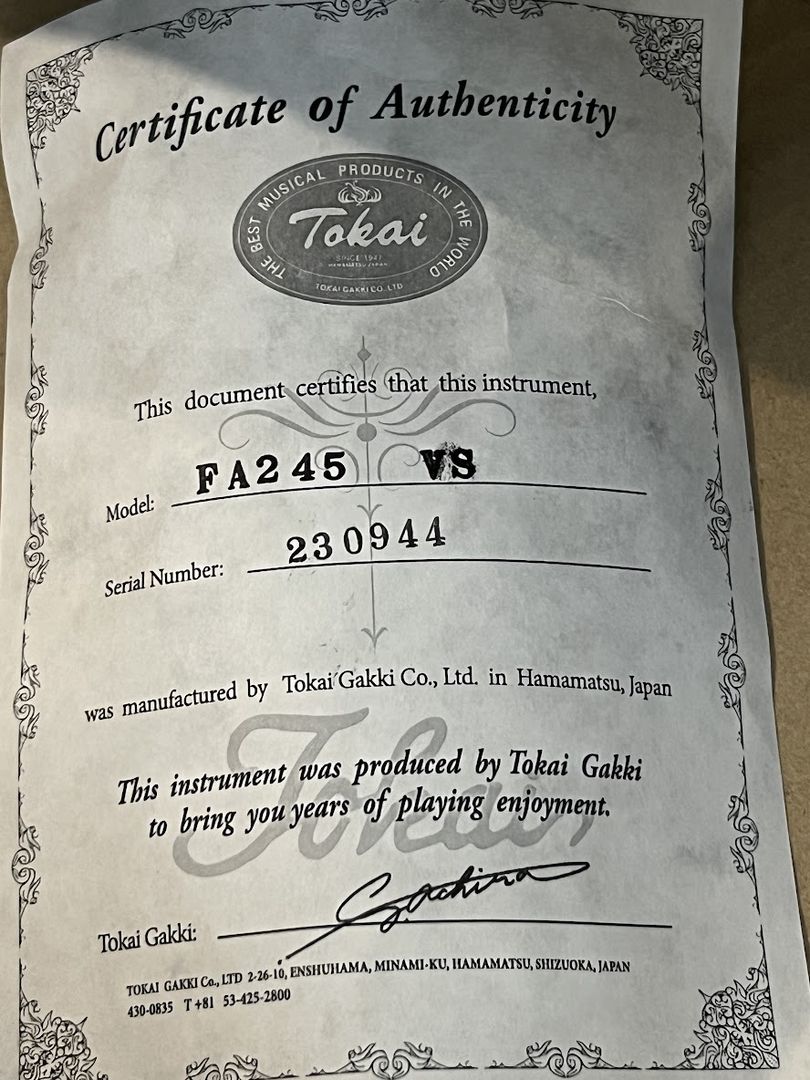 Certificate of Authenticity
THE BEST MUSICAL PRODUCTS IN THE WORLD
Tokai
SINCE 1947
HAMAMATSU JAPAN
TOKAI GAKKI CO. LTD
This document certifies that this instrument,
Model: FA245 VS
Serial Number: 230944
was manufactured by Tokai Gakki Co., Ltd. in Hamamatsu, Japan
Tokai
This instrument was produced by Tokai Gakki
to bring you years of playing enjoyment.
Tokai Gakki:
TOKAI GAKKI Co., LTD 2-26-10, ENSHUHAMA, MINAMI-KU, HAMAMATSU, SHIZUOKA, JAPAN
430-0835 T +81 53-425-2800